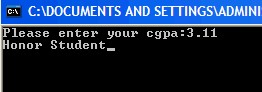 C:\DOCUMENTS AND SETTINGS\ADMINI
Please enter your cgpa:3.11
Honor Student